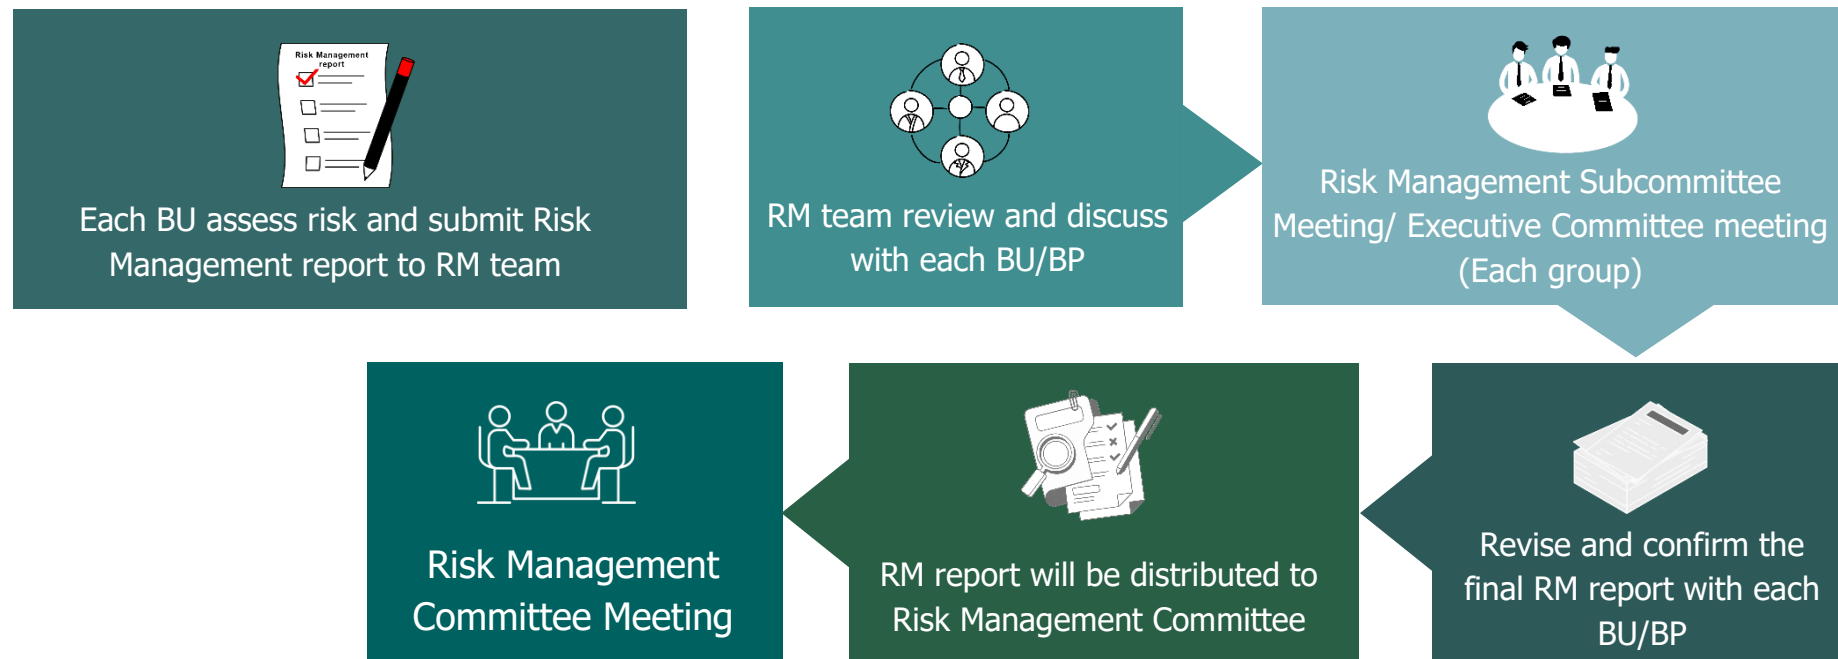 Risk Management
report
Each BU assess risk and submit Risk
Management report to RM team
RM team review and discuss
with each BU/BP
Risk Management Subcommittee
Meeting/ Executive Committee meeting
(Each group)
Revise and confirm the
final RM report with each
BU/BP
RM report will be distributed to
Risk Management Committee
Risk Management
Committee Meeting